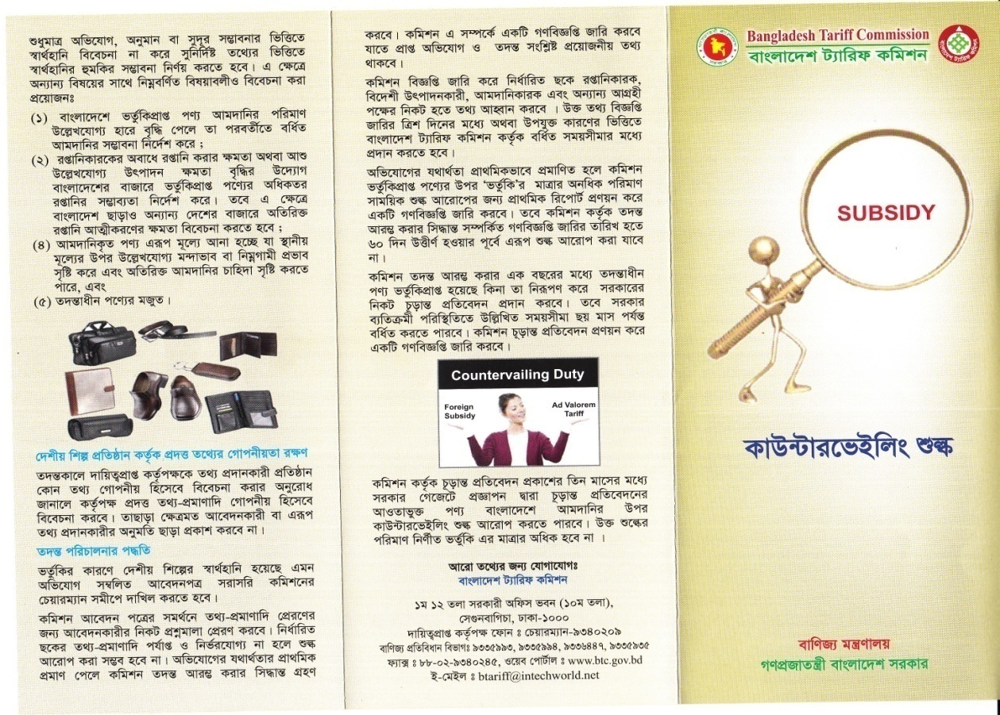 শুধুমাত্র অভিযোগ, অনুমান বা সুদূর সম্ভাবনার ভিত্তিতে
স্বার্থহানি বিবেচনা না করে সুনির্দিষ্ট তথ্যের ভিত্তিতে
স্বার্থহানির হুমকির সম্ভাবনা নির্ণয় করতে হবে। এ ক্ষেত্রে
অন্যান্য বিষয়ের সাথে নিম্নবর্ণিত বিষয়াবলীও বিবেচনা করা
প্রয়োজনঃ
(১) বাংলাদেশে ভর্তুকিপ্রাপ্ত পণ্য আমদানির পরিমাণ
উল্লেখযোগ্য হারে বৃদ্ধি পেলে তা পরবর্তীতে বর্ধিত
আমদানির সম্ভাবনা নির্দেশ করে ;
(২) রপ্তানিকারকের অবাধে রপ্তানি করার ক্ষমতা অথবা আশু
উল্লেখযোগ্য উৎপাদন ক্ষমতা বৃদ্ধির উদ্যোগ
বাংলাদেশের বাজারে ভর্তুকিপ্রাপ্ত পণ্যের অধিকতর
রপ্তানির সম্ভাব্যতা নির্দেশ করে। তবে এ ক্ষেত্রে
বাংলাদেশ ছাড়াও অন্যান্য দেশের বাজারে অতিরিক্ত
রপ্তানি আত্মীকরণের ক্ষমতা বিবেচনা করতে হবে ;
(৪) আমদানিকৃত পণ্য এরূপ মূল্যে আনা হচ্ছে যা স্থানীয়
মূল্যের উপর উল্লেখযোগ্য মন্দাভাব বা নিম্নগামী প্রভাব
সৃষ্টি করে এবং অতিরিক্ত আমদানির চাহিদা সৃষ্টি করতে
পারে, এবং
(৫) তদন্তাধীন পণ্যের মজুত।
দেশীয় শিল্প প্রতিষ্ঠান কর্তৃক প্রদত্ত তথ্যের গোপনীয়তা রক্ষণ
তদন্তকালে দায়িত্বপ্রাপ্ত কর্তৃপক্ষকে তথ্য প্রদানকারী প্রতিষ্ঠান
কোন তথ্য গোপনীয় হিসেবে বিবেচনা করার অনুরোধ
জানালে কর্তৃপক্ষ প্রদত্ত তথ্য-প্রমাণাদি গোপনীয় হিসেবে
বিবেচনা করবে। তাছাড়া ক্ষেত্রমত আবেদনকারী বা এরূপ
তথ্য প্রদানকারীর অনুমতি ছাড়া প্রকাশ করবে না।
তদন্ত পরিচালনার পদ্ধতি
ভর্তুকির কারণে দেশীয় শিল্পের স্বার্থহানি হয়েছে এমন
অভিযোগ সম্বলিত আবেদনপত্র সরাসরি কমিশনের
চেয়ারম্যান সমীপে দাখিল করতে হবে।
কমিশন আবেদন পত্রের সমর্থনে তথ্য-প্রমাণাদি প্রেরণের
জন্য আবেদনকারীর নিকট প্রশ্নমালা প্রেরণ করবে। নির্ধারিত
ছকের তথ্য-প্রমাণাদি পর্যাপ্ত ও নির্ভরযোগ্য না হলে শুল্ক
আরোপ করা সম্ভব হবে না। অভিযোগের যথার্থতার প্রাথমিক
প্রমাণ পেলে কমিশন তদন্ত আরম্ভ করার সিদ্ধান্ত গ্রহণ
করবে। কমিশন এ সম্পর্কে একটি গণবিজ্ঞপ্তি জারি করবে
যাতে প্রাপ্ত অভিযোগ ও তদন্ত সংশ্লিষ্ট প্রয়োজনীয় তথ্য
থাকবে।
কমিশন বিজ্ঞপ্তি জারি করে নির্ধারিত ছকে রপ্তানিকারক,
বিদেশী উৎপাদনকারী, আমদানিকারক এবং অন্যান্য আগ্রহী
পক্ষের নিকট হতে তথ্য আহ্বান করবে । উক্ত তথ্য বিজ্ঞপ্তি
জারির ত্রিশ দিনের মধ্যে অথবা উপযুক্ত কারণের ভিত্তিতে
বাংলাদেশ ট্যারিফ কমিশন কর্তৃক বর্ধিত সময়সীমার মধ্যে
প্রদান করতে হবে।
অভিযোগের যথার্থতা প্রাথমিকভাবে প্রমাণিত হলে কমিশন
ভর্তুকিপ্রাপ্ত পণ্যের উপর ‘ভর্তুকি’র মাত্রার অনধিক পরিমাণ
সাময়িক শুল্ক আরোপের জন্য প্রাথমিক রিপোর্ট প্রণয়ন করে
একটি গণবিজ্ঞপ্তি জারি করবে। তবে কমিশন কর্তৃক তদন্ত
আরম্ভ করার সিদ্ধান্ত সম্পর্কিত গণবিজ্ঞপ্তি জারির তারিখ হতে
৬০ দিন উত্তীর্ণ হওয়ার পূর্বে এরূপ শুল্ক আরোপ করা যাবে
না।
কমিশন তদন্ত আরম্ভ করার এক বছরের মধ্যে তদন্তাধীন
পণ্য ভর্তুকিপ্রাপ্ত হয়েছে কিনা তা নিরূপণ করে সরকারের
নিকট চূড়ান্ত প্রতিবেদন প্রদান করবে। তবে সরকার
ব্যতিক্রমী পরিস্থিতিতে উল্লিখিত সময়সীমা ছয় মাস পর্যন্ত
বর্ধিত করতে পারবে। কমিশন চূড়ান্ত প্রতিবেদন প্রণয়ন করে
একটি গণবিজ্ঞপ্তি জারি করবে।
Countervailing Duty
Foreign
Subsidy
Ad Valorem
Tariff
কমিশন কর্তৃক চূড়ান্ত প্রতিবেদন প্রকাশের তিন মাসের মধ্যে
সরকার গেজেটে প্রজ্ঞাপন দ্বারা চূড়ান্ত প্রতিবেদনের
আওতাভুক্ত পণ্য বাংলাদেশে আমদানির উপর
কাউন্টারভেইলিং শুল্ক আরোপ করতে পারবে। উক্ত শুল্কের
পরিমাণ নির্ণীত ভর্তুকি এর মাত্রার অধিক হবে না ।
আরো তথ্যের জন্য যোগাযোগঃ
বাংলাদেশ ট্যারিফ কমিশন
১ম ১২ তলা সরকারী অফিস ভবন (১০ম তলা),
সেগুনবাগিচা, ঢাকা-১০০০
দায়িত্বপ্রাপ্ত কর্তৃপক্ষ ফোন ঃ চেয়ারম্যান-৯৩৪০২০৯
বাণিজ্য প্রতিবিধান বিভাগঃ ৯৩৩৫৯৯৩, ৯৩৩৫৯৯৪, ৯৩৩৬৪৪৭, ৯৩৩৫৯৩৫
ফ্যাক্স ঃ ৮৮-০২-৯৩৪০২৪৫, ওয়েব পোর্টাল ঃ www.btc.gov.bd
ই-মেইল ঃ btariff@intechworld.net
Bangladesh Tariff Commission
বাংলাদেশ ট্যারিফ কমিশন
SUBSIDY
কাউন্টারভেইলিং শুল্ক
বাণিজ্য মন্ত্রণালয়
গণপ্রজাতন্ত্রী বাংলাদেশ সরকার